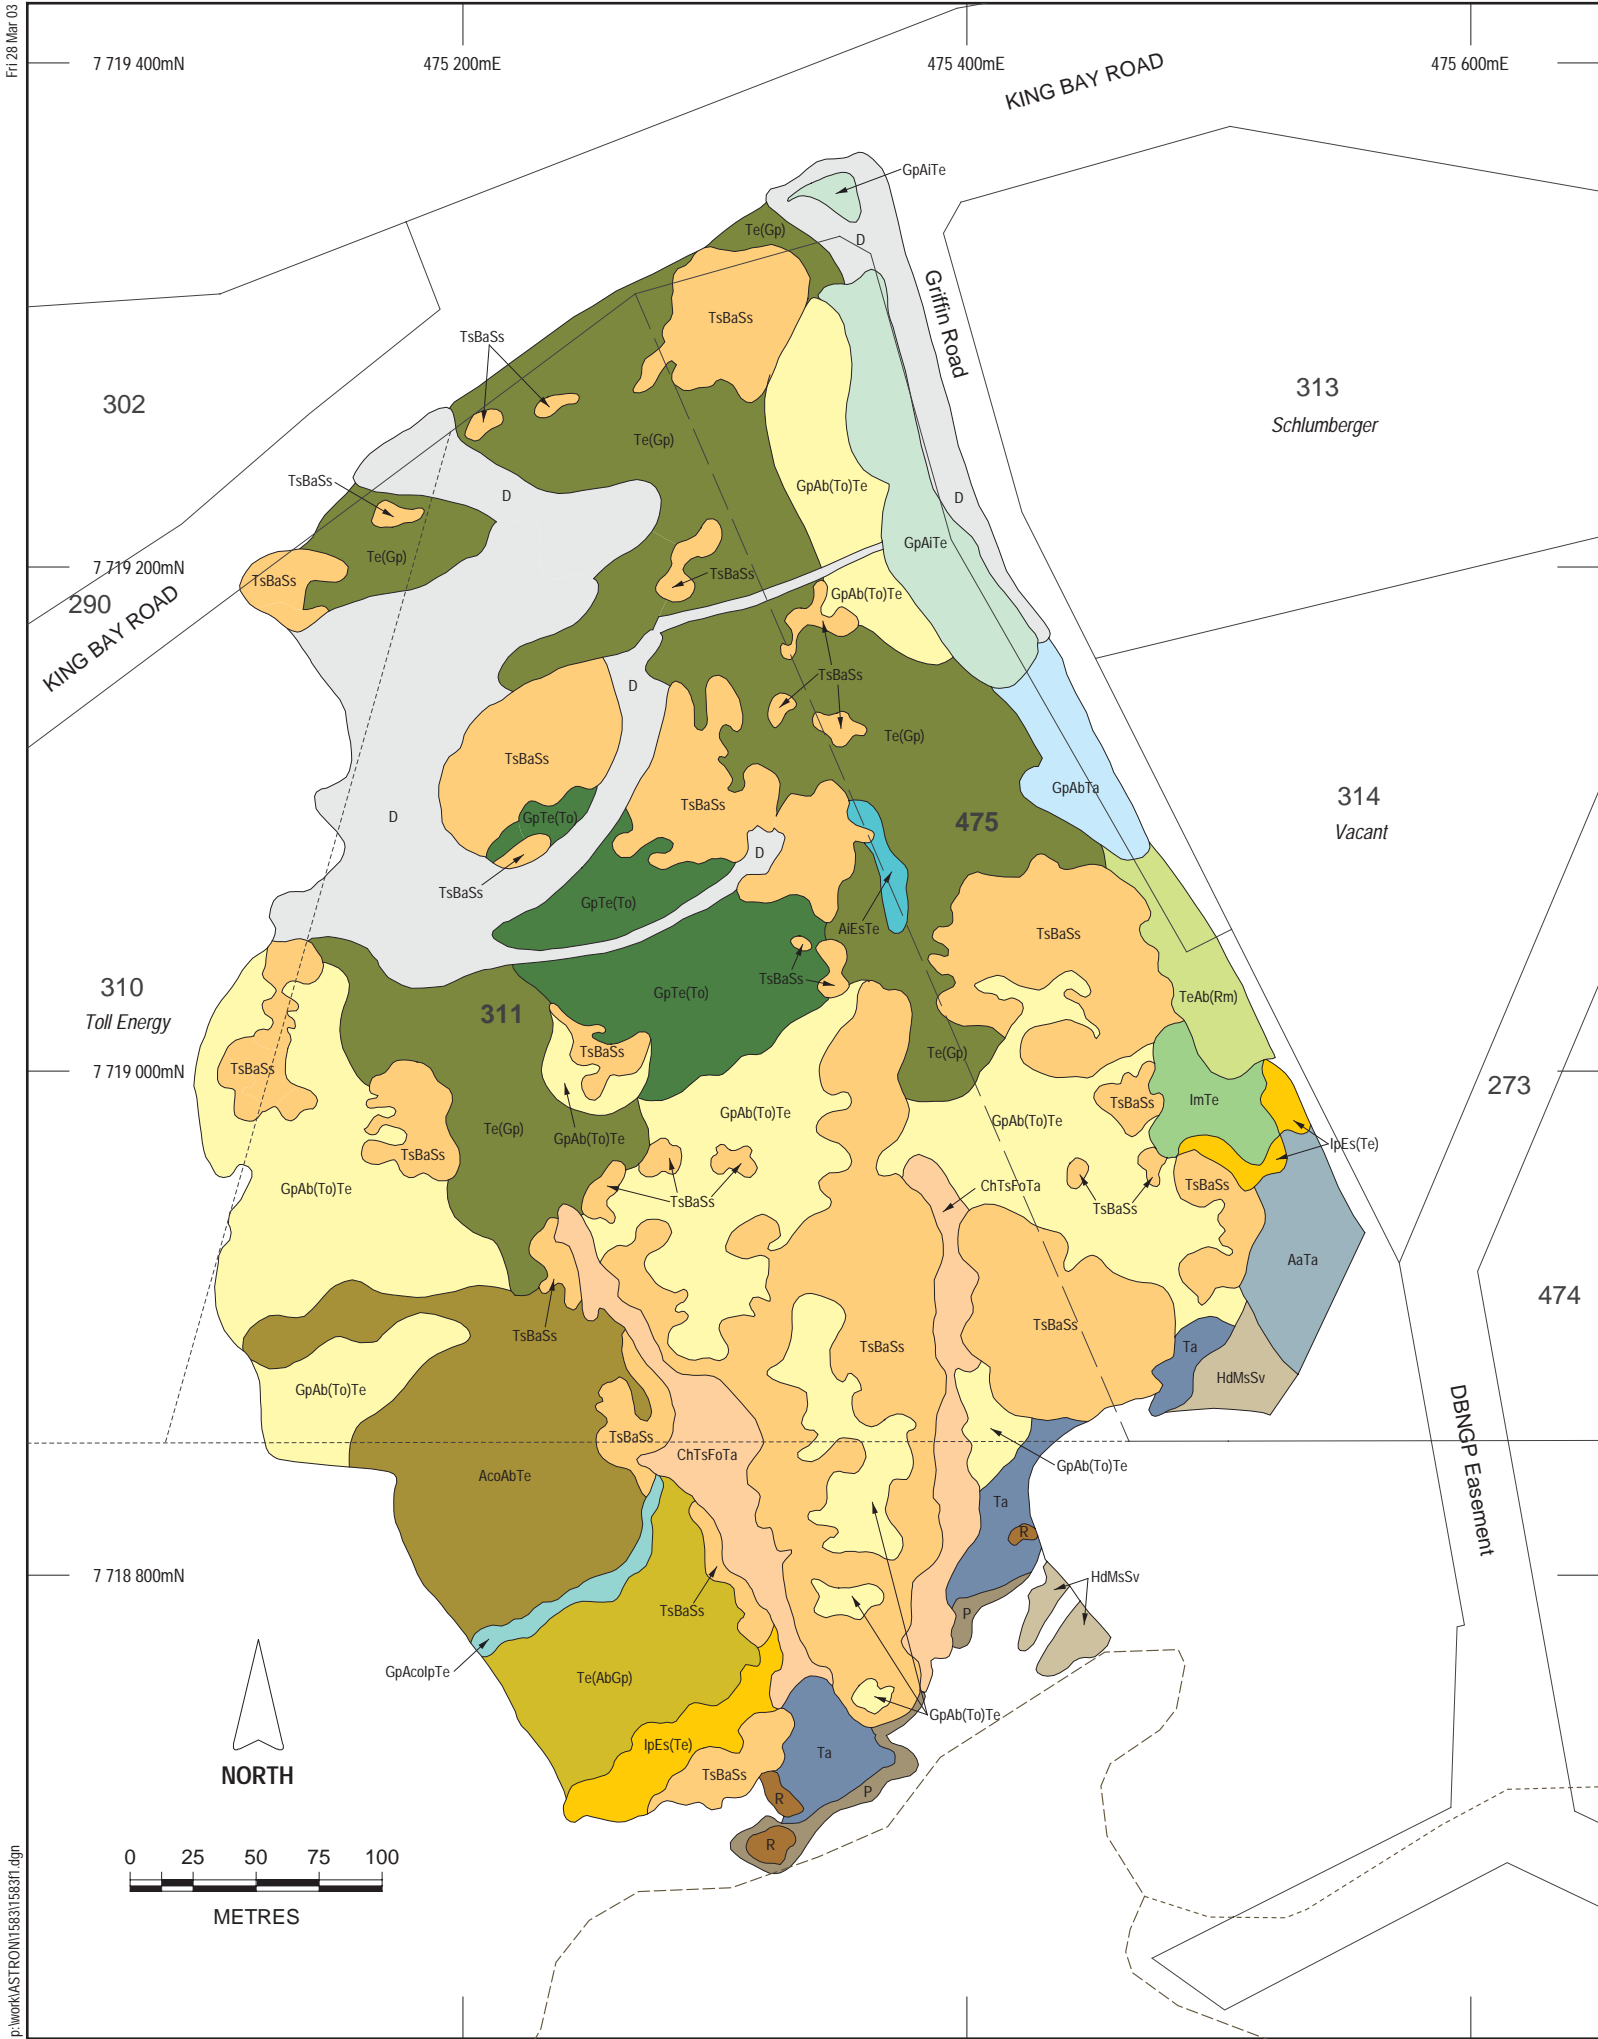 Fri 28 Mar 03
7 719 400mN
475 200mE
475 400mE
475 600mE
KING BAY ROAD
GpAiTe
Te(Gp)
D
Griffin Road
TsBaSs
TsBaSs
302
313
Schlumberger
Te(Gp)
TsBaSs
D
GpAb(To)Te
D
GpAiTe
Te(Gp)
7 719 200mN
TsBaSs
TsBaSs
GpAb(To)Te
290
KING BAY ROAD
TsBaSs
D
Te(Gp)
TsBaSs
GpAbTa
314
Vacant
TsBaSs
D
GpTe(To)
475
D
TsBaSs
GpTe(To)
AiEsTe
TsBaSs
TsBaSs
310
Toll Energy
GpTe(To)
TeAb(Rm)
311
TsBaSs
Te(Gp)
7 719 000mN
TsBaSs
273
ImTe
TsBaSs
GpAb(To)Te
GpAb(To)Te
Te(Gp)
GpAb(To)Te
IpEs(Te)
TsBaSs
GpAb(To)Te
ChTsFoTa
TsBaSs
TsBaSs
TsBaSs
AaTa
474
TsBaSs
TsBaSs
TsBaSs
Ta
HdMsSv
GpAb(To)Te
TsBaSs
ChTsFoTa
GpAb(To)Te
AcoAbTe
DBNGP Easement
Ta
R
7 718 800mN
HdMsSv
TsBaSs
P
GpAcoIpTe
Te(AbGp)
GpAb(To)Te
IpEs(Te)
Ta
NORTH
TsBaSs
P
R
R
0 25 50 75 100
METRES
p:\work\ASTRON\1583\1583f1.dgn